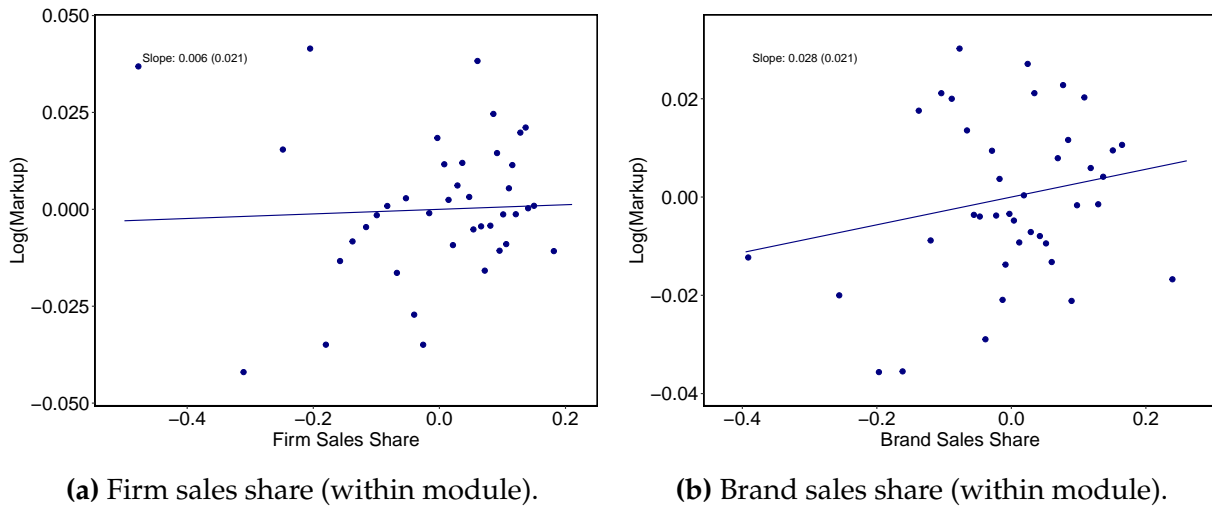 Slope: 0.006 (0.021)
Log(Markup)
0.050
0.025
0.000
−0.025
−0.050
−0.4
−0.2
0.0
0.2
Firm Sales Share
(a) Firm sales share (within module).
Slope: 0.028 (0.021)
Log(Markup)
0.02
0.00
−0.02
−0.04
−0.4
−0.2
0.0
0.2
Brand Sales Share
(b) Brand sales share (within module).